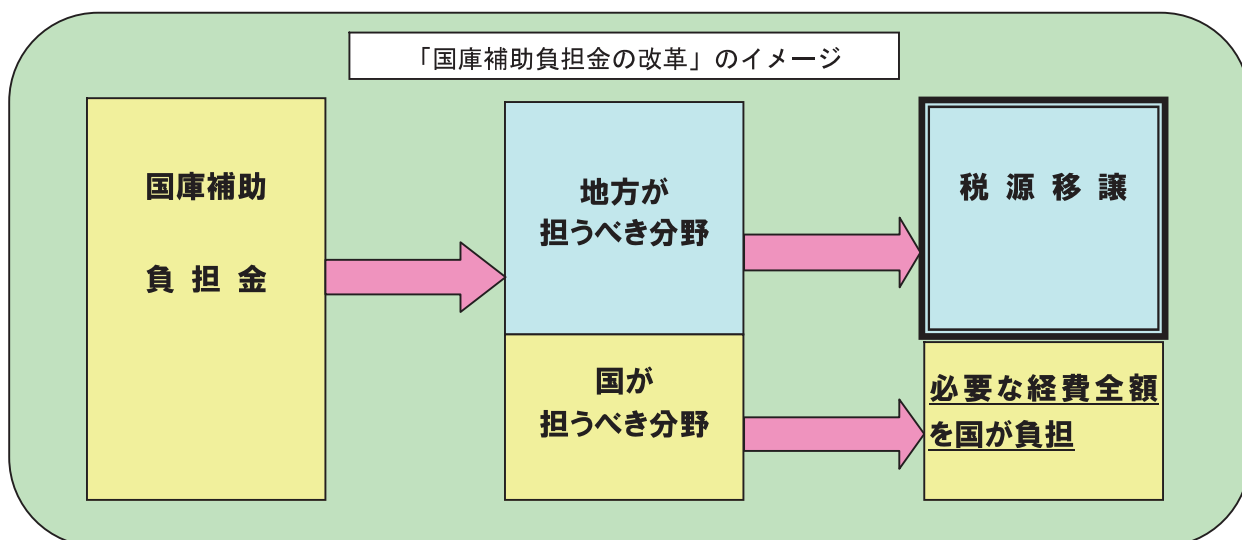 「国庫補助負担金の改革」のイメージ
国庫補助
負担金
地方が
担うべき分野
国が
担うべき分野
税源移譲
必要な経費全額
を国が負担